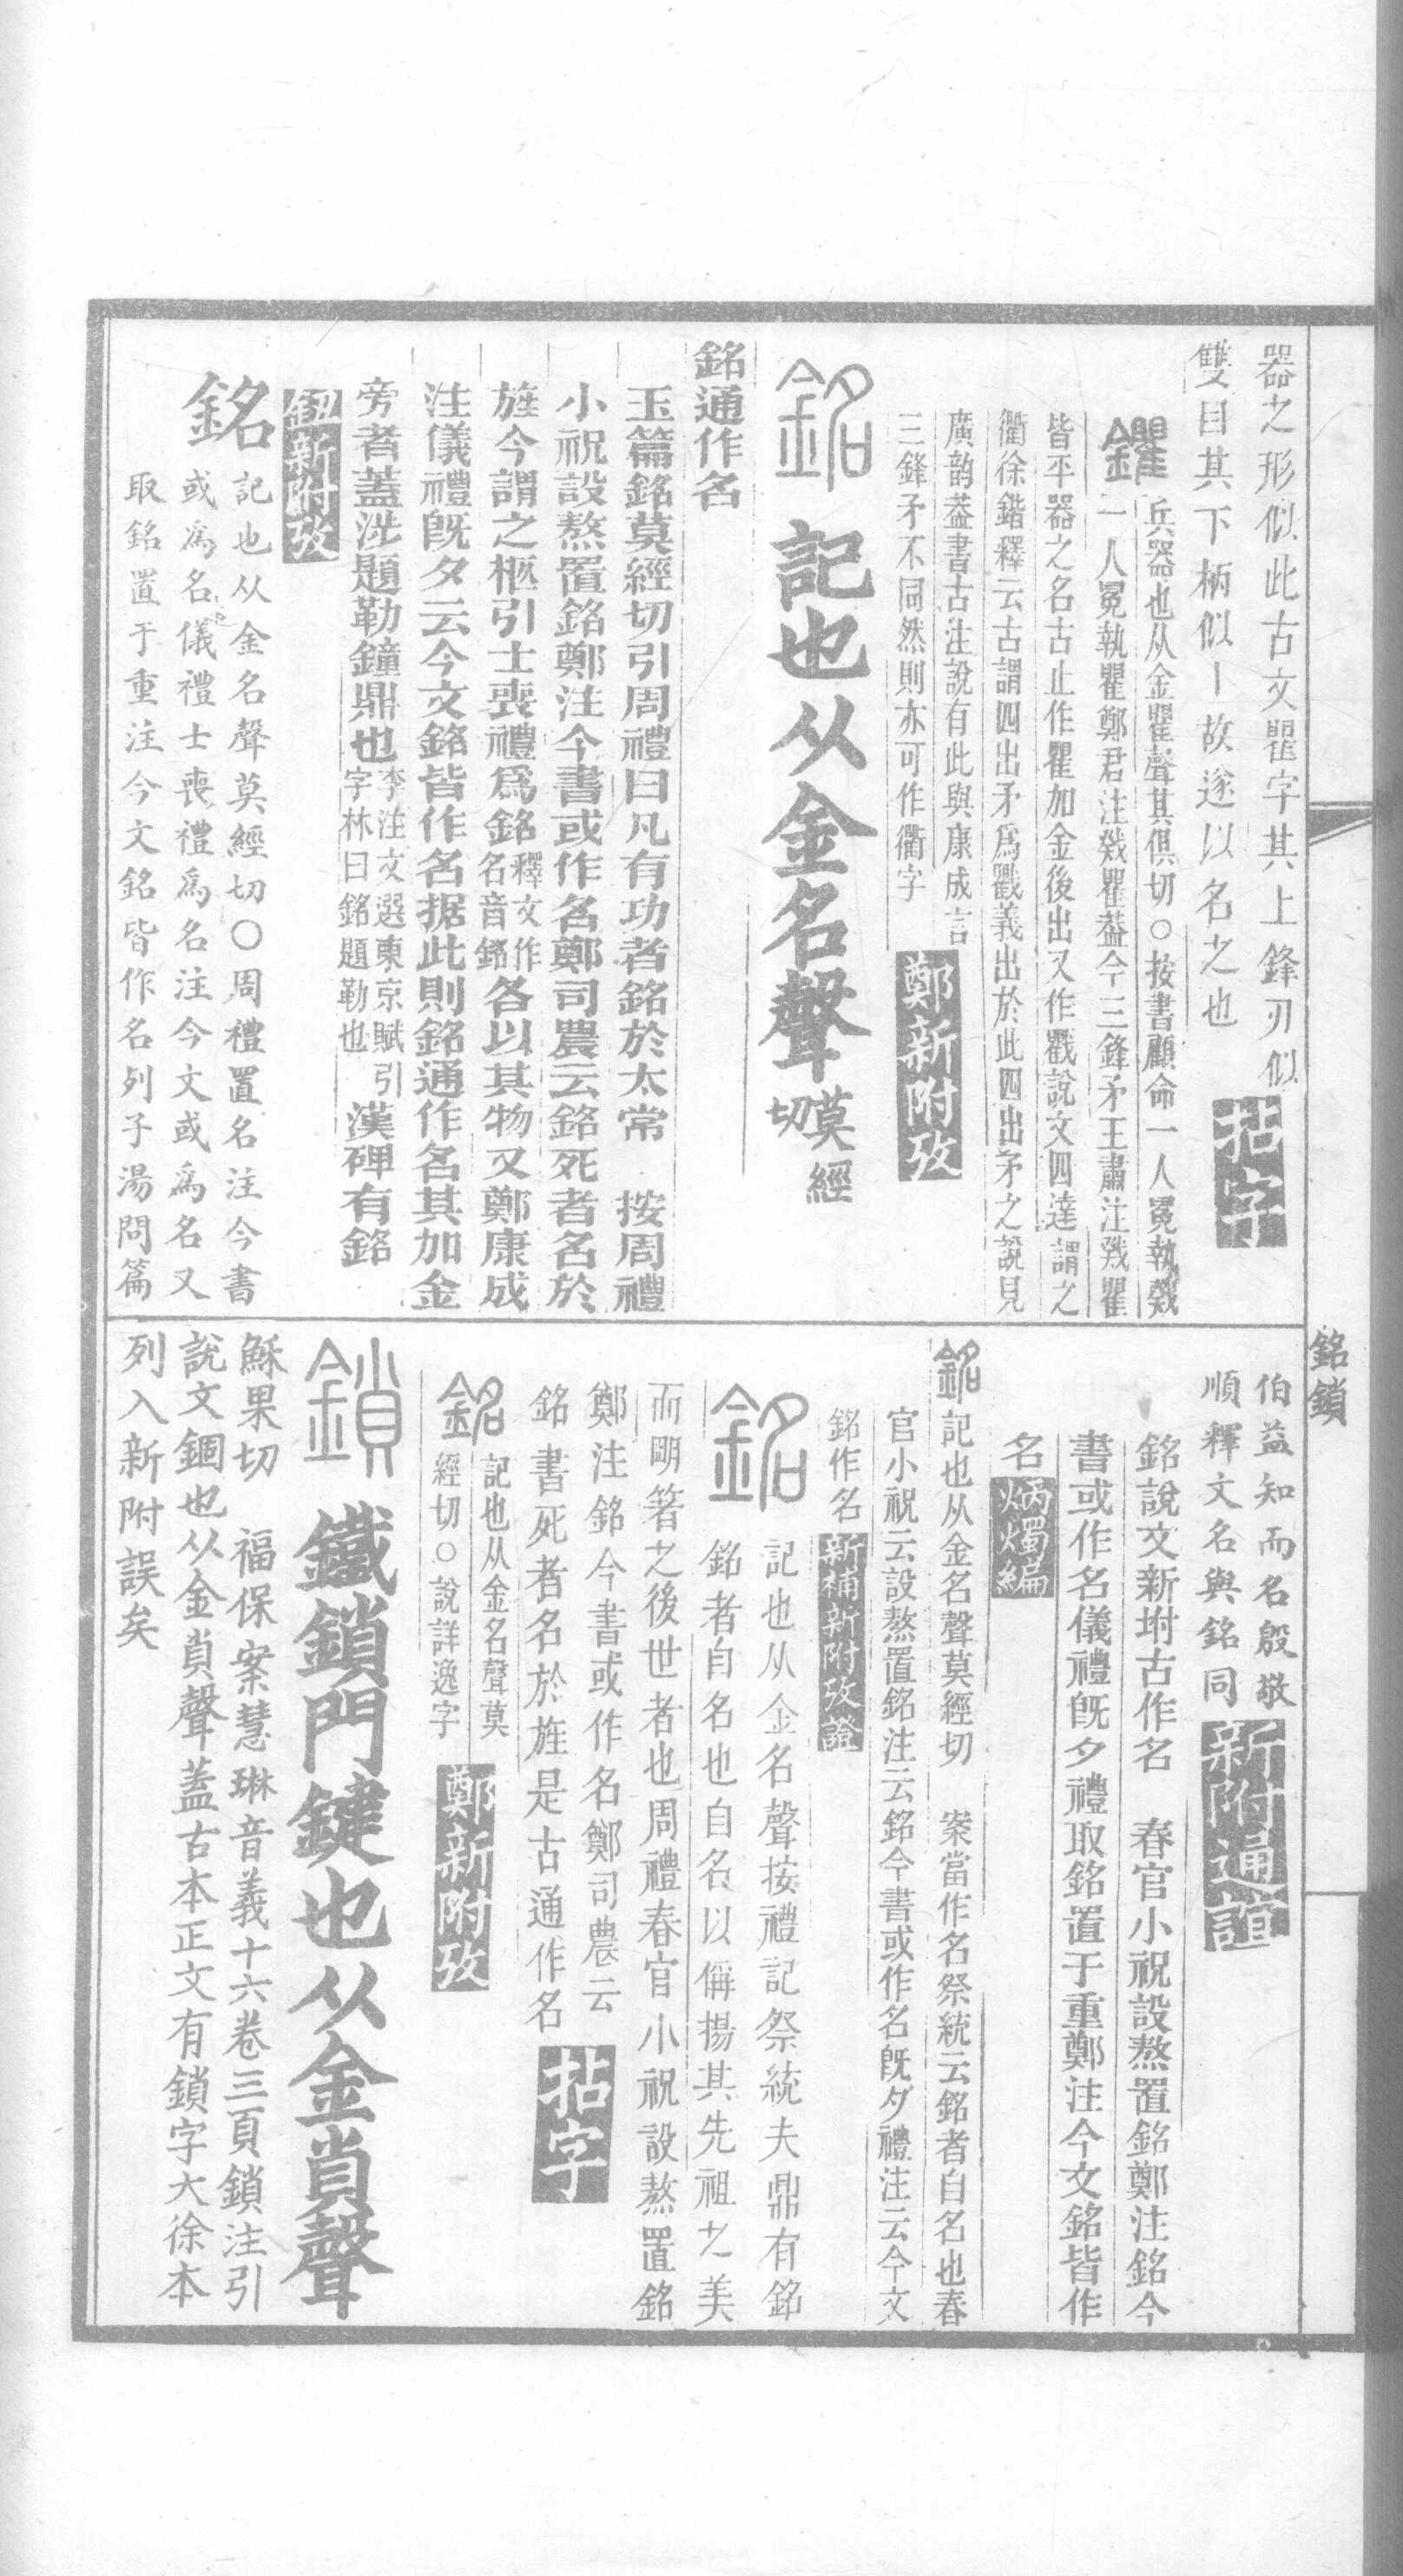 器之形似此古文瞿字其上鋒刃似
雙目其下柄似丨故遂以名之也 拈字
鑺 兵器也从金瞿聲其俱切○按書顧命一人冕執戣
一人冕執瞿鄭君注戣瞿葢今三鋒矛王肅注戣瞿
皆兵器之名古止作瞿加金後出又作戵說文四達謂之
衢徐鍇釋云古謂四出矛爲戵義出於此四出矛之說見
廣韵葢書古注說有此與康成言
三鋒矛不同然則亦可作衢字 鄭新附攷
銘 記也从金名聲 莫經切
銘通作名
玉篇銘莫經切引周禮曰凡有功者銘於太常 按周禮
小祝設熬置銘鄭注今書或作名鄭司農云銘死者名於
旌今謂之柩引士喪禮爲銘 釋文作名音銘 各以其物又鄭康成
注儀禮旣夕云今文銘皆作名据此則銘通作名其加金
旁者蓋涉題勒鐘鼎也 李注文選東京賦引字林曰銘題勒也 漢碑有銘
鈕新附攷
銘 記也从金名聲莫經切○周禮置名注今書
或爲名儀禮士喪禮爲名注今文或爲名又
取銘置于重注今文銘皆作名列子湯問篇
銘鎖
伯益知而名殷敬
順釋文名與銘同 新附通誼
銘說文新坿古作名 春官小祝設熬置銘鄭注銘今
書或作名儀禮旣夕禮取銘置于重鄭注今文銘皆作
名 炳燭編
銘 記也从金名聲莫經切 案當作名祭統云銘者自名也春
官小祝云設熬置銘注云銘今書或作名旣夕禮注云今文
銘作名 新補新附攷證
銘 記也从金名聲按禮記祭統夫鼎有銘
銘者自名也自名以偁揚其先祖之美
而朙箸之後世者也周禮春官小祝設熬置銘
鄭注銘今書或作名鄭司農云
銘書死者名於旌是古通作名 拈字
銘 記也从金名聲莫
經切○說詳逸字 鄭新附攷
鎖 鐵鎖門鍵也从金𧴪聲
穌果切 福保案慧琳音義十六卷三頁鎖注引
說文錮也从金𧴪聲蓋古本正文有鎖字大徐本
列入新附誤矣